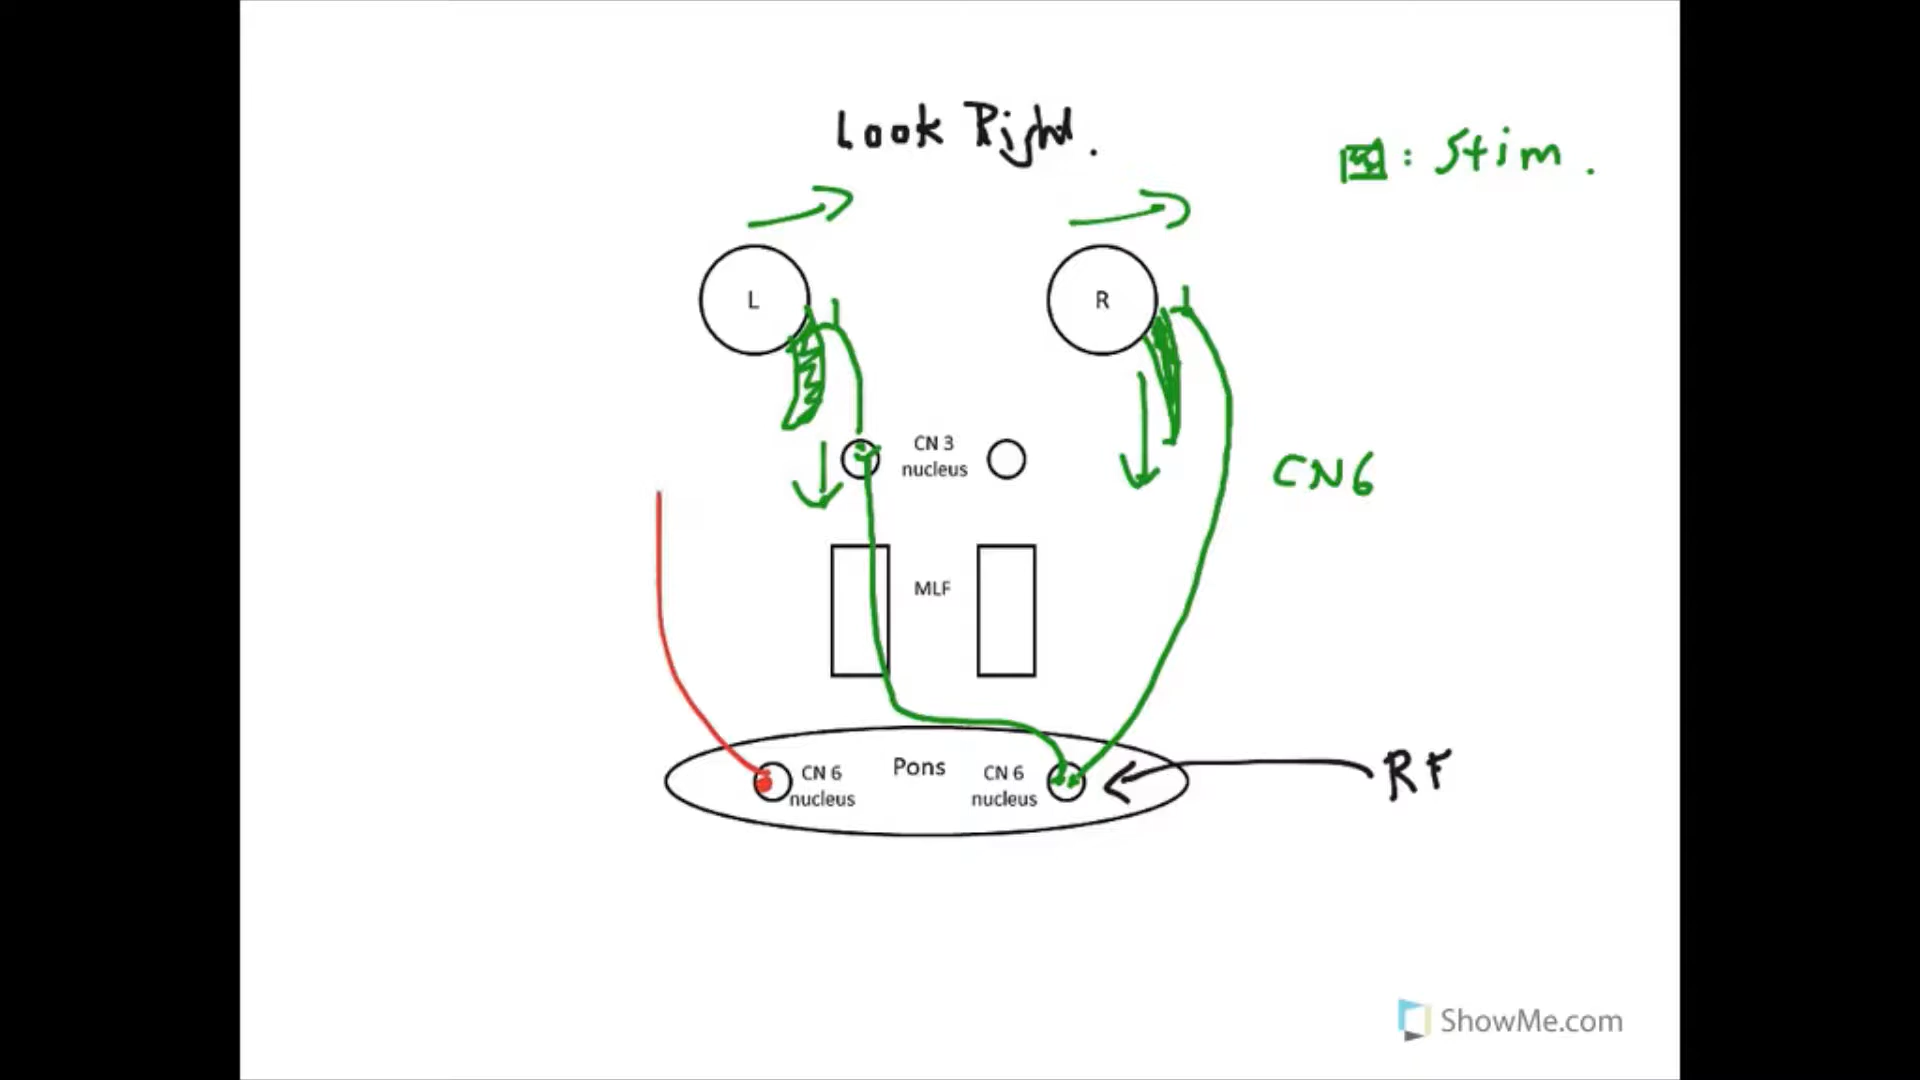 Look Right.
: Stim.
L
R
CN 3
nucleus
CN6
MLF
Pons
CN 6
nucleus
CN 6
nucleus
RF
ShowMe.com